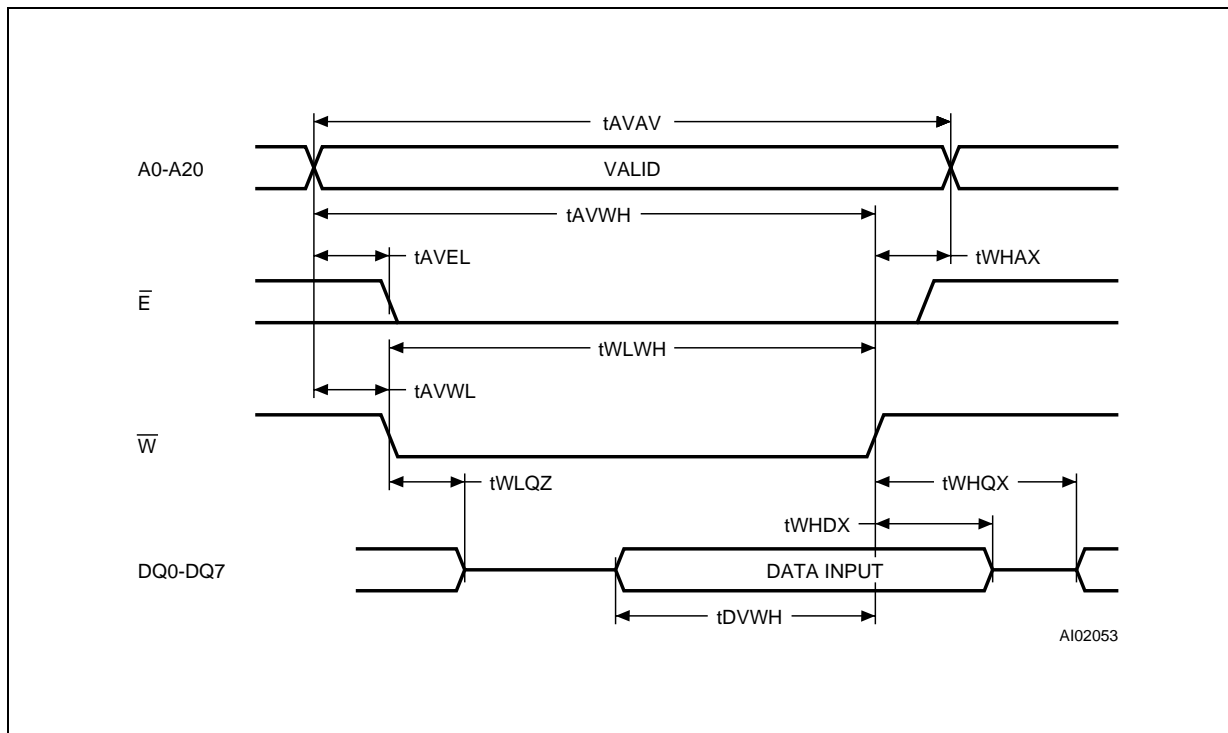 tAVAV
A0-A20
VALID
tAVWH
tAVEL
tWHAX
E̅
tWLWH
tAVWL
W̅
tWLQZ
tWHQX
tWHDX
DQ0-DQ7
DATA INPUT
tDVWH
AI02053